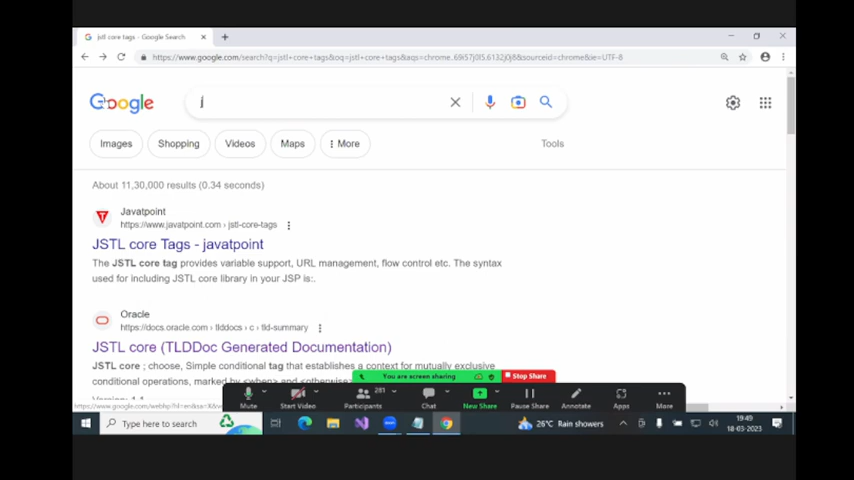 jstl core tags - Google Search
https://www.google.com/search?q=jstl+core+tags&oq=jstl+core+tags&aqs=chrome.69i57j0l5.6132j0j8&sourceid=chrome&ie=UTF-8
Google
j
Images
Shopping
Videos
Maps
More
Tools
About 11,30,000 results (0.34 seconds)
Javatpoint
https://www.javatpoint.com › jstl-core-tags
JSTL core Tags - javatpoint
The JSTL core tag provides variable support, URL management, flow control etc. The syntax
used for including JSTL core library in your JSP is:.
Oracle
https://docs.oracle.com › tlddocs › c › tld-summary
JSTL core (TLDDoc Generated Documentation)
JSTL core ; choose, Simple conditional tag that establishes a context for mutually exclusive
conditional operations, marked by <when> and <otherwise>
You are screen sharing
Stop Share
Mute
Start Video
Participants
281
Chat
New Share
Pause Share
Annotate
Apps
More
Type here to search
26°C Rain showers
19:49
18-03-2023